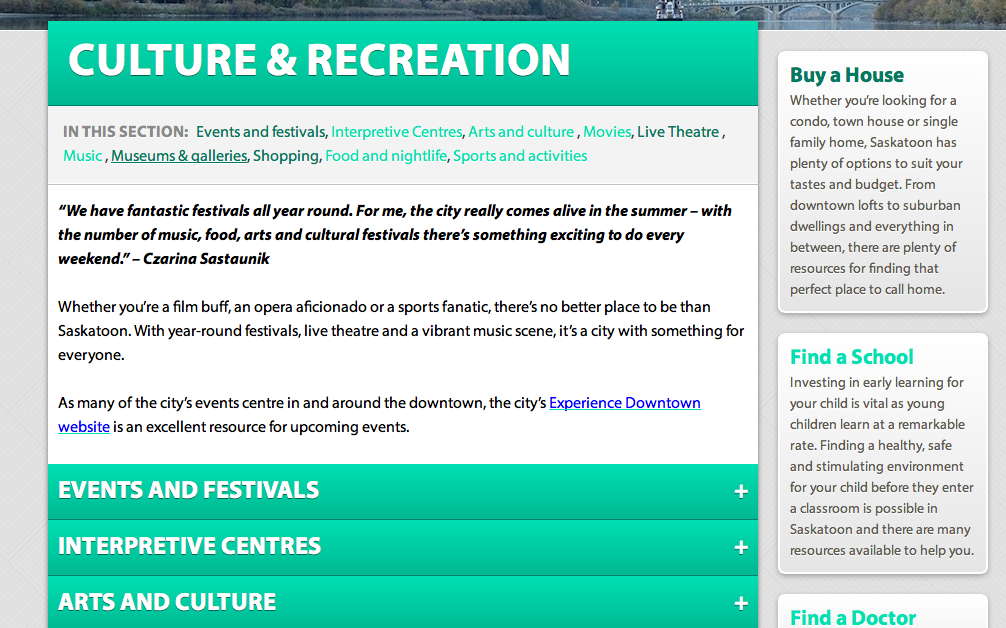 CULTURE & RECREATION
IN THIS SECTION: Events and festivals, Interpretive Centres, Arts and culture , Movies, Live Theatre ,
Music , Museums & galleries, Shopping, Food and nightlife, Sports and activities
“We have fantastic festivals all year round. For me, the city really comes alive in the summer – with
the number of music, food, arts and cultural festivals there’s something exciting to do every
weekend.” – Czarina Sastaunik
Whether you’re a film buff, an opera aficionado or a sports fanatic, there’s no better place to be than
Saskatoon. With year-round festivals, live theatre and a vibrant music scene, it’s a city with something for
everyone.
As many of the city’s events centre in and around the downtown, the city’s Experience Downtown
website is an excellent resource for upcoming events.
EVENTS AND FESTIVALS +
INTERPRETIVE CENTRES +
ARTS AND CULTURE +
Buy a House
Whether you’re looking for a
condo, town house or single
family home, Saskatoon has
plenty of options to suit your
tastes and budget. From
downtown lofts to suburban
dwellings and everything in
between, there are plenty of
resources for finding that
perfect place to call home.
Find a School
Investing in early learning for
your child is vital as young
children learn at a remarkable
rate. Finding a healthy, safe
and stimulating environment
for your child before they enter
a classroom is possible in
Saskatoon and there are many
resources available to help you.
Find a Doctor